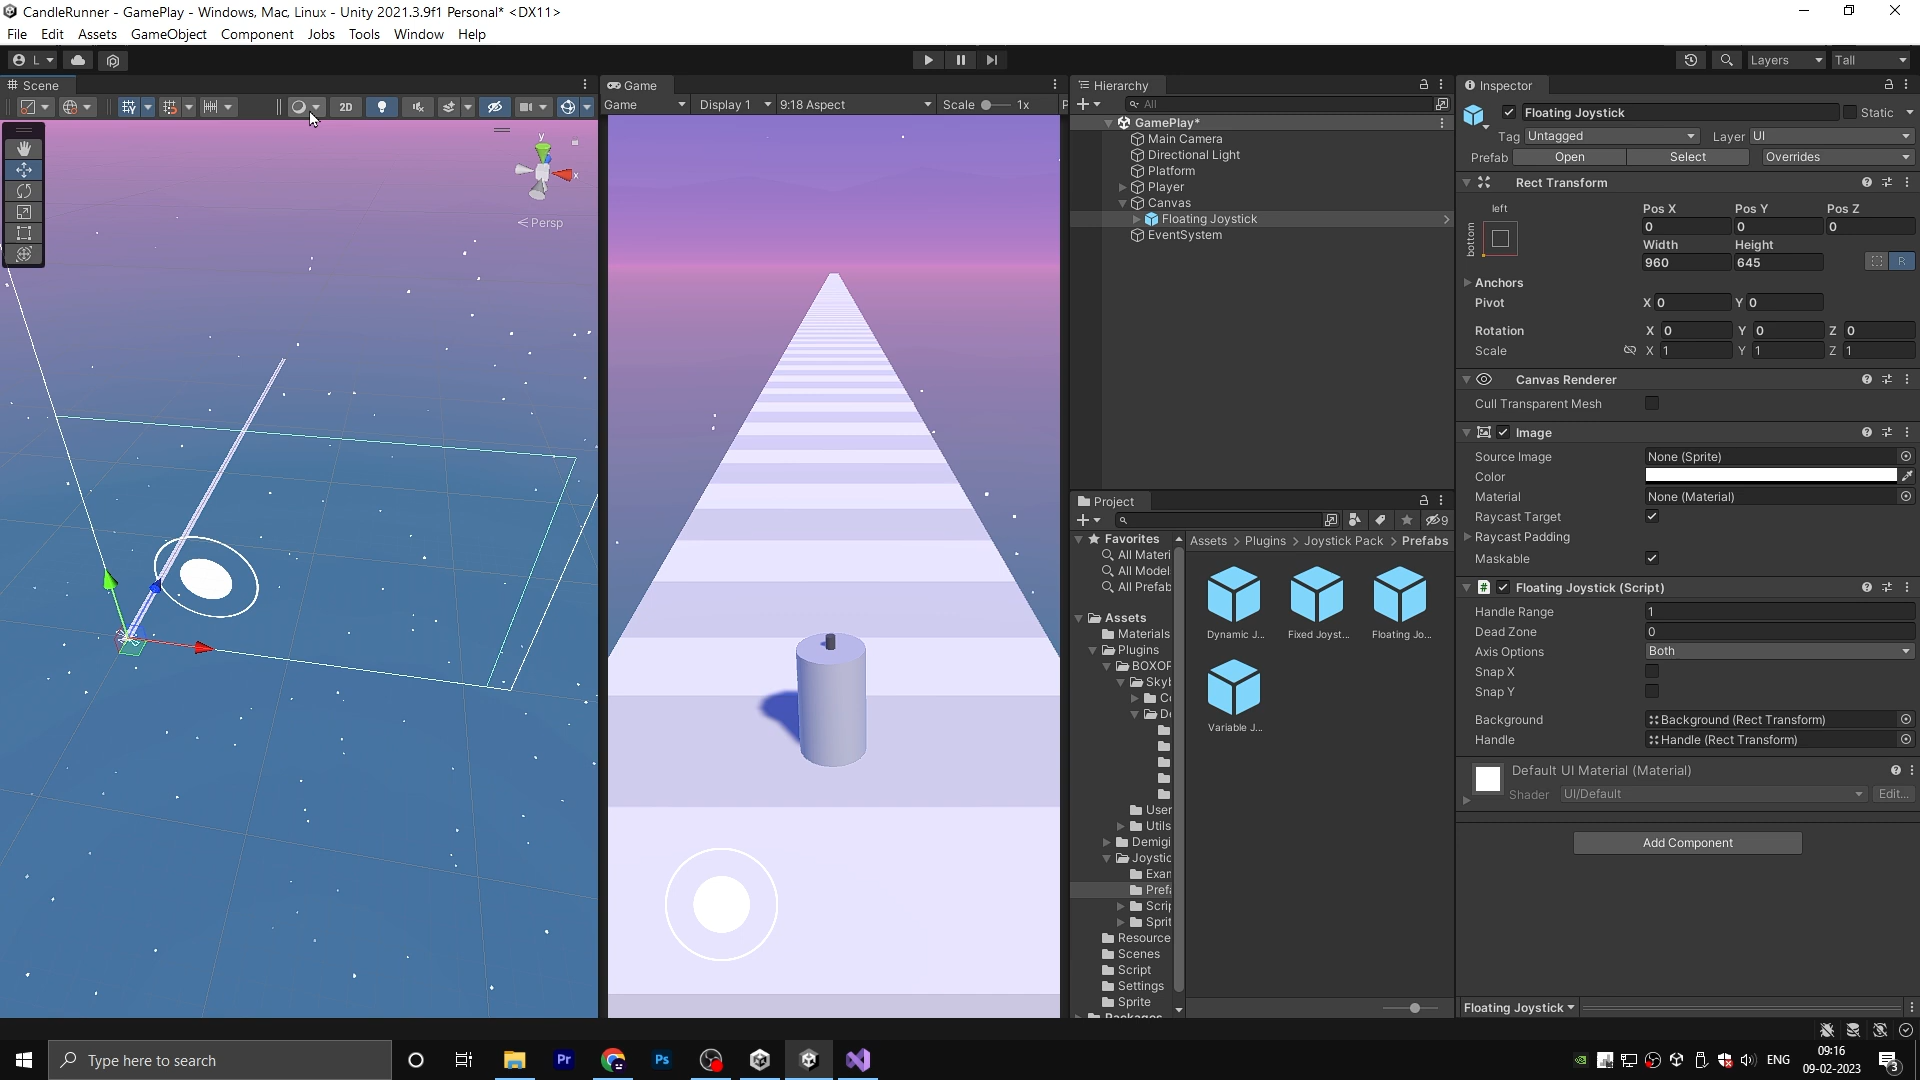 CandleRunner - GamePlay - Windows, Mac, Linux - Unity 2021.3.9f1 Personal* <DX11>
File Edit Assets GameObject Component Jobs Tools Window Help
L Layers Tall
Scene
2D
y
x
Persp
Game
Game Display 1 9:18 Aspect Scale 1x
Hierarchy
All
GamePlay*
Main Camera
Directional Light
Platform
Player
Canvas
Floating Joystick
EventSystem
Project
9
Favorites
All Materi
All Model
All Prefab
Assets
Materials
Plugins
BOXOF
Skyb
Co
De
User
Utils
Demigi
Joystic
Exan
Prefa
Scrip
Sprit
Resource
Scenes
Script
Settings
Sprite
Packages
Assets > Plugins > Joystick Pack > Prefabs
Dynamic J... Fixed Joyst... Floating Jo...
Variable J...
Inspector
Floating Joystick Static
Tag Untagged Layer UI
Prefab Open Select Overrides
Rect Transform
left
bottom
Pos X Pos Y Pos Z
0 0 0
Width Height
960 645 R
Anchors
Pivot X 0 Y 0
Rotation X 0 Y 0 Z 0
Scale X 1 Y 1 Z 1
Canvas Renderer
Cull Transparent Mesh
Image
Source Image None (Sprite)
Color
Material None (Material)
Raycast Target
Raycast Padding
Maskable
# Floating Joystick (Script)
Handle Range 1
Dead Zone 0
Axis Options Both
Snap X
Snap Y
Background Background (Rect Transform)
Handle Handle (Rect Transform)
Default UI Material (Material)
Shader UI/Default Edit...
Add Component
Floating Joystick
Type here to search
Pr
Ps
ENG
09:16
09-02-2023
3